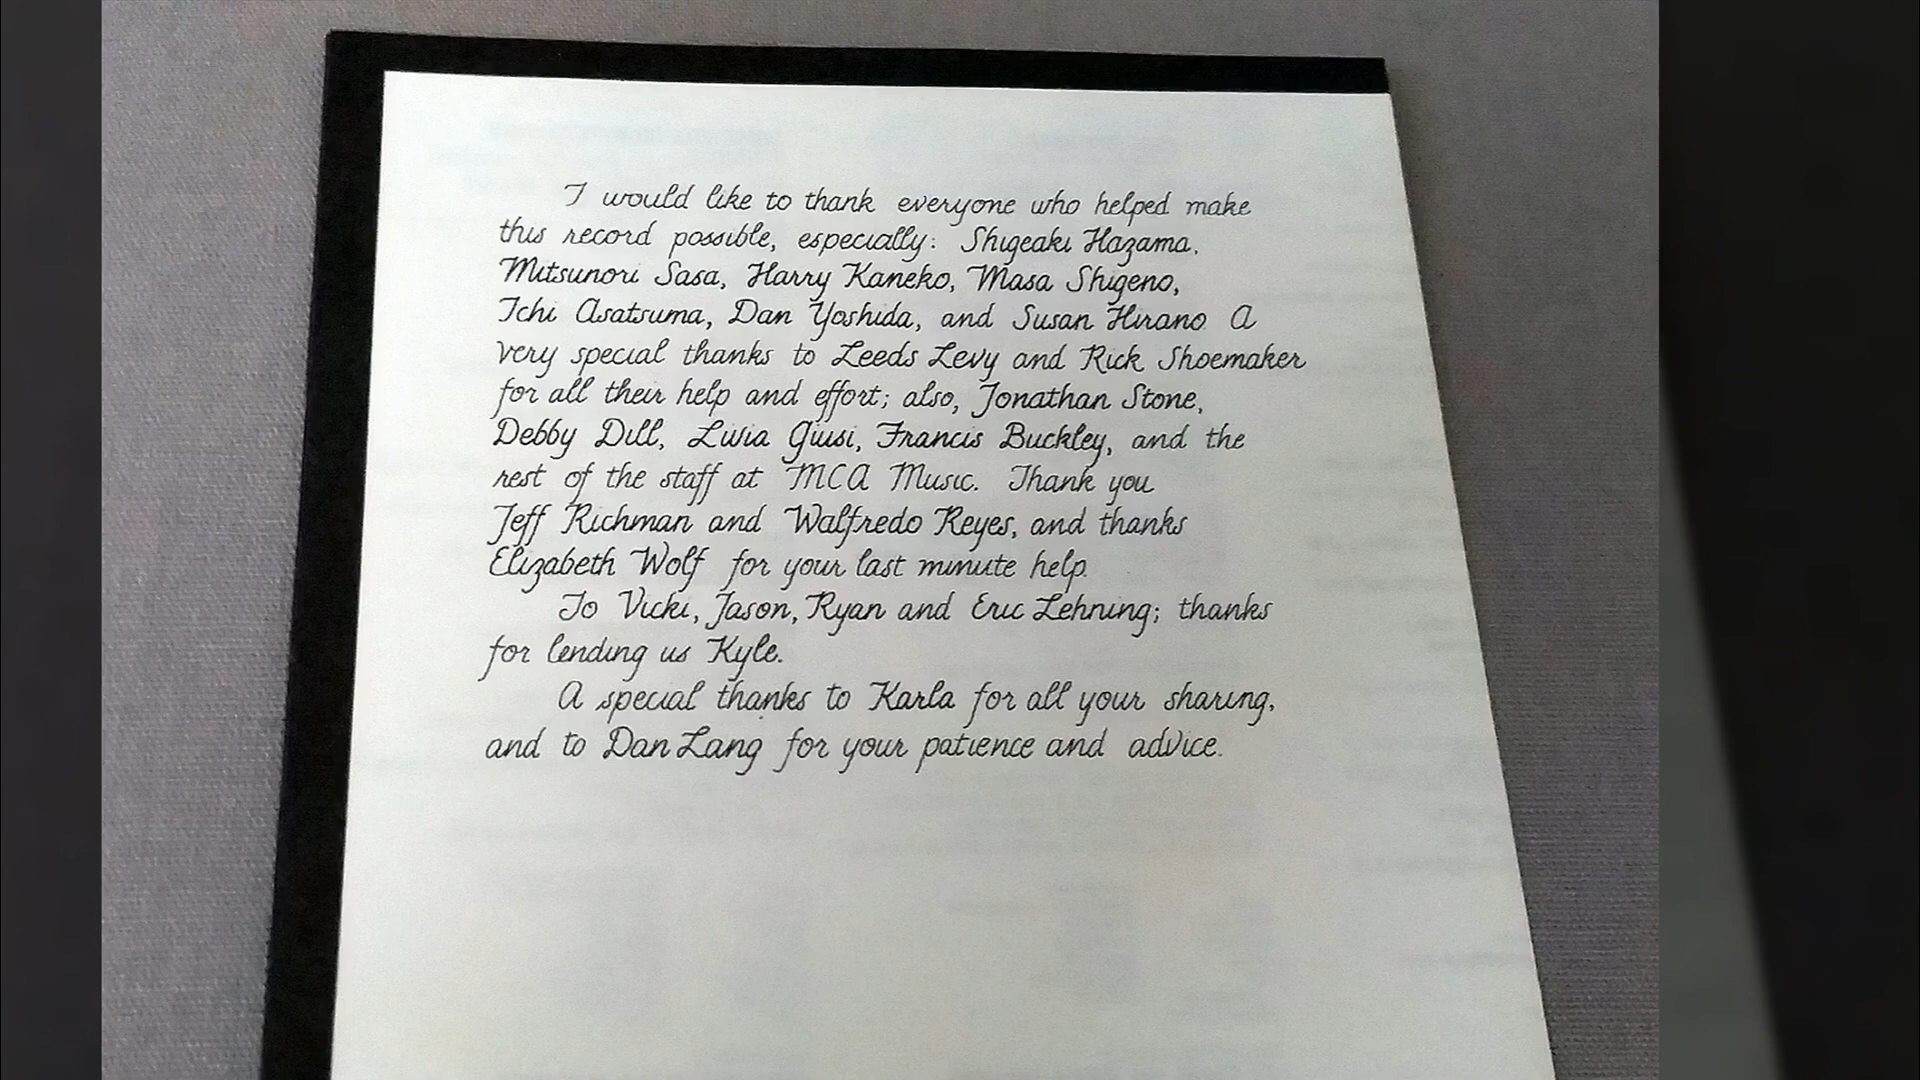 I would like to thank everyone who helped make
this record possible, especially: Shigeaki Hazama,
Mitsunori Sasa, Harry Kaneko, Masa Shigeno,
Ichi Asatsuma, Dan Yoshida, and Susan Hirano. A
very special thanks to Leeds Levy and Rick Shoemaker
for all their help and effort; also, Jonathan Stone,
Debby Dill, Livia Giusi, Francis Buckley, and the
rest of the staff at MCA Music. Thank you
Jeff Richman and Walfredo Reyes, and thanks
Elizabeth Wolf for your last minute help.
To Vicki, Jason, Ryan and Eric Lehning; thanks
for lending us Kyle.
A special thanks to Karla for all your sharing,
and to Dan Lang for your patience and advice.